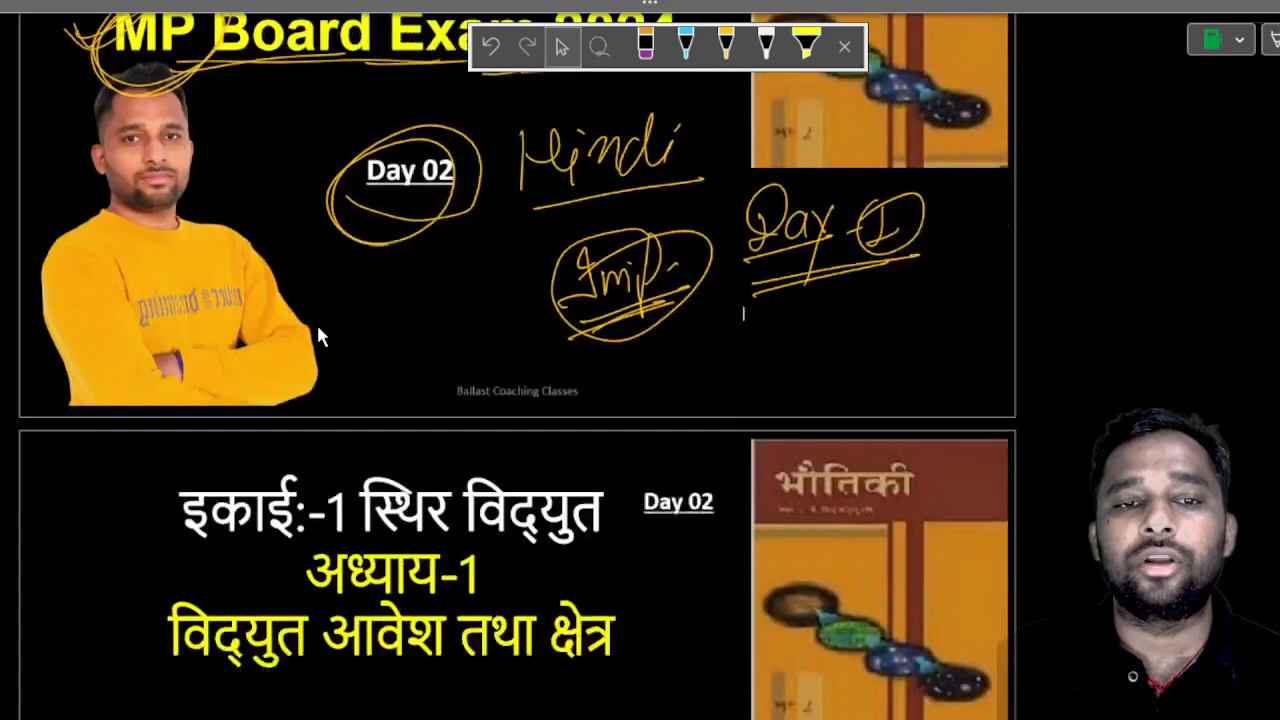 MP Board Exam 2024
Day 02
Hindi
Imp.
Day - I
Ballast Coaching Classes
इकाई:-1 स्थिर विद्युत
Day 02
अध्याय-1
विद्युत आवेश तथा क्षेत्र
भौतिकी